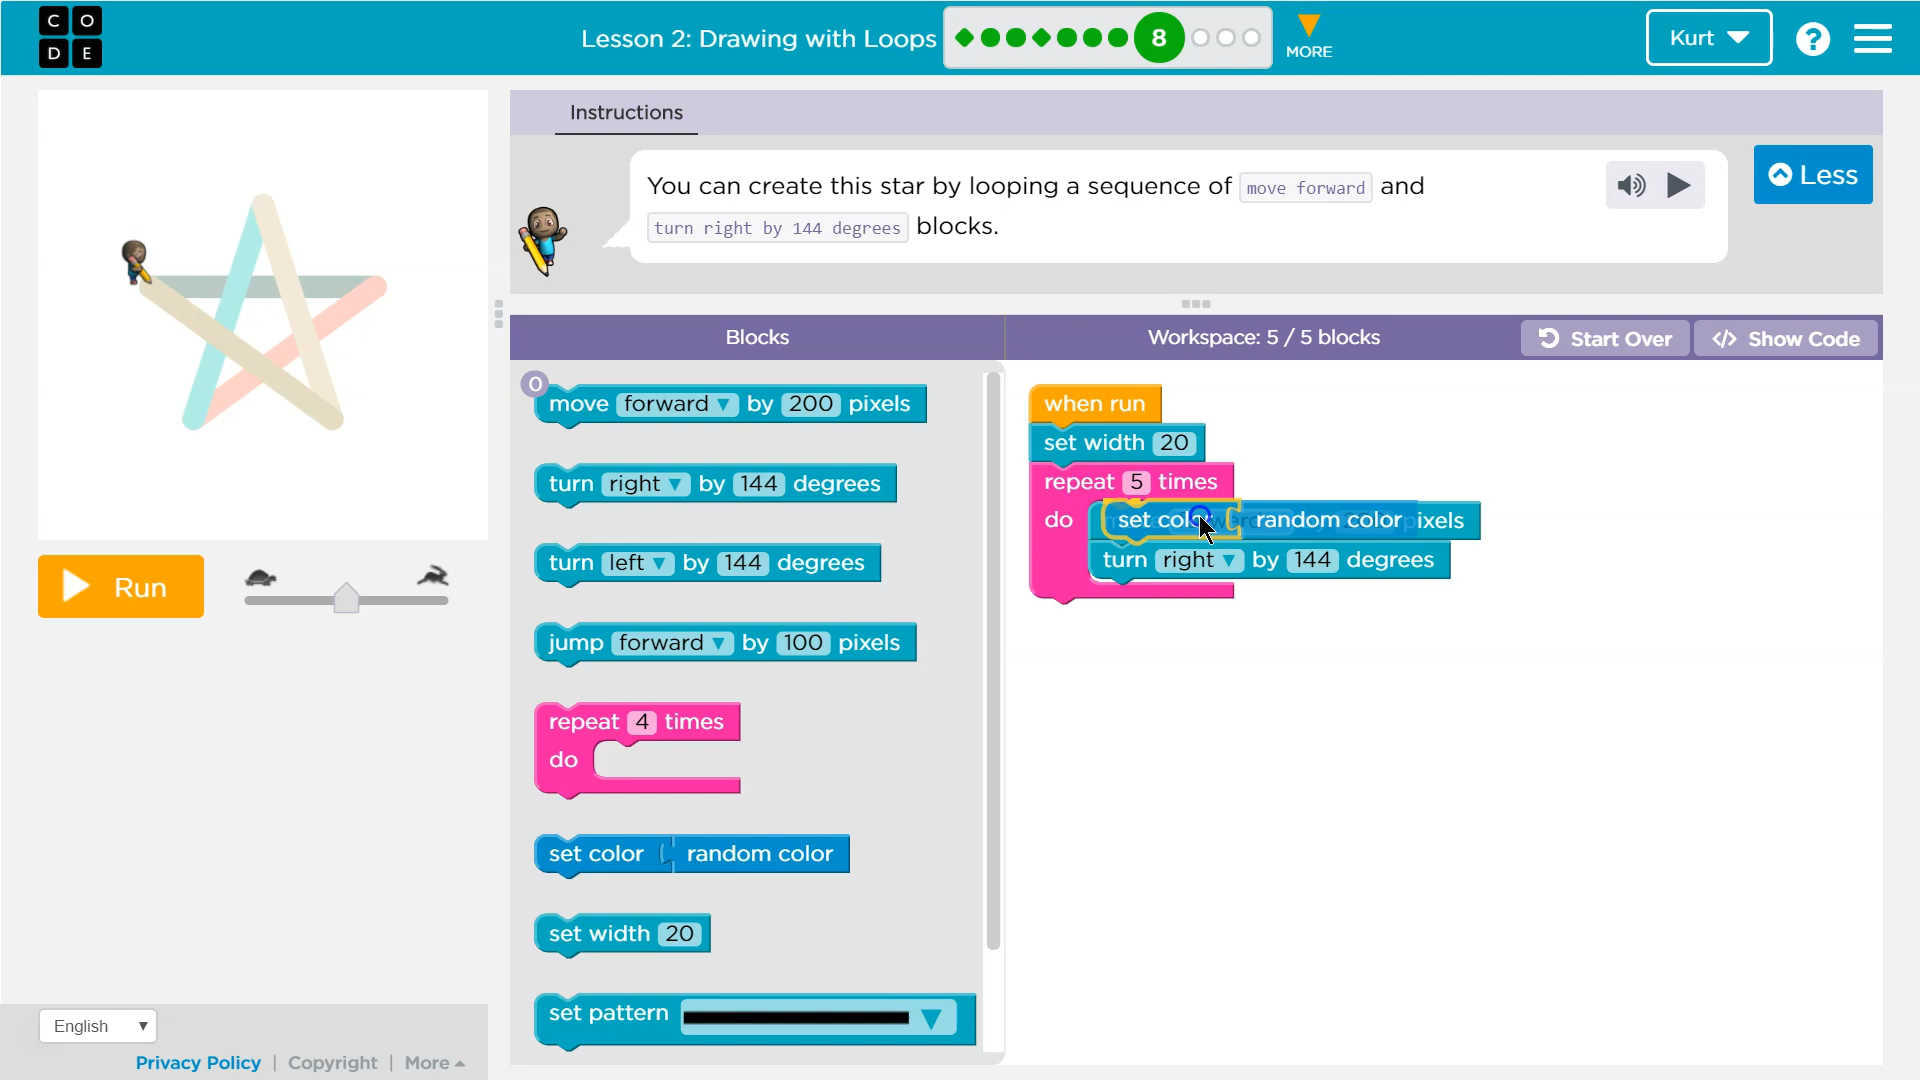 C O
D E
Lesson 2: Drawing with Loops
8
MORE
Kurt
?
Instructions
You can create this star by looping a sequence of move forward and
turn right by 144 degrees blocks.
Less
Blocks
Workspace: 5 / 5 blocks
Start Over
</> Show Code
0
move forward ▼ by 200 pixels
turn right ▼ by 144 degrees
turn left ▼ by 144 degrees
jump forward ▼ by 100 pixels
repeat 4 times
do
set color random color
set width 20
set pattern
when run
set width 20
repeat 5 times
do set color random color pixels
turn right ▼ by 144 degrees
Run
English
Privacy Policy | Copyright | More